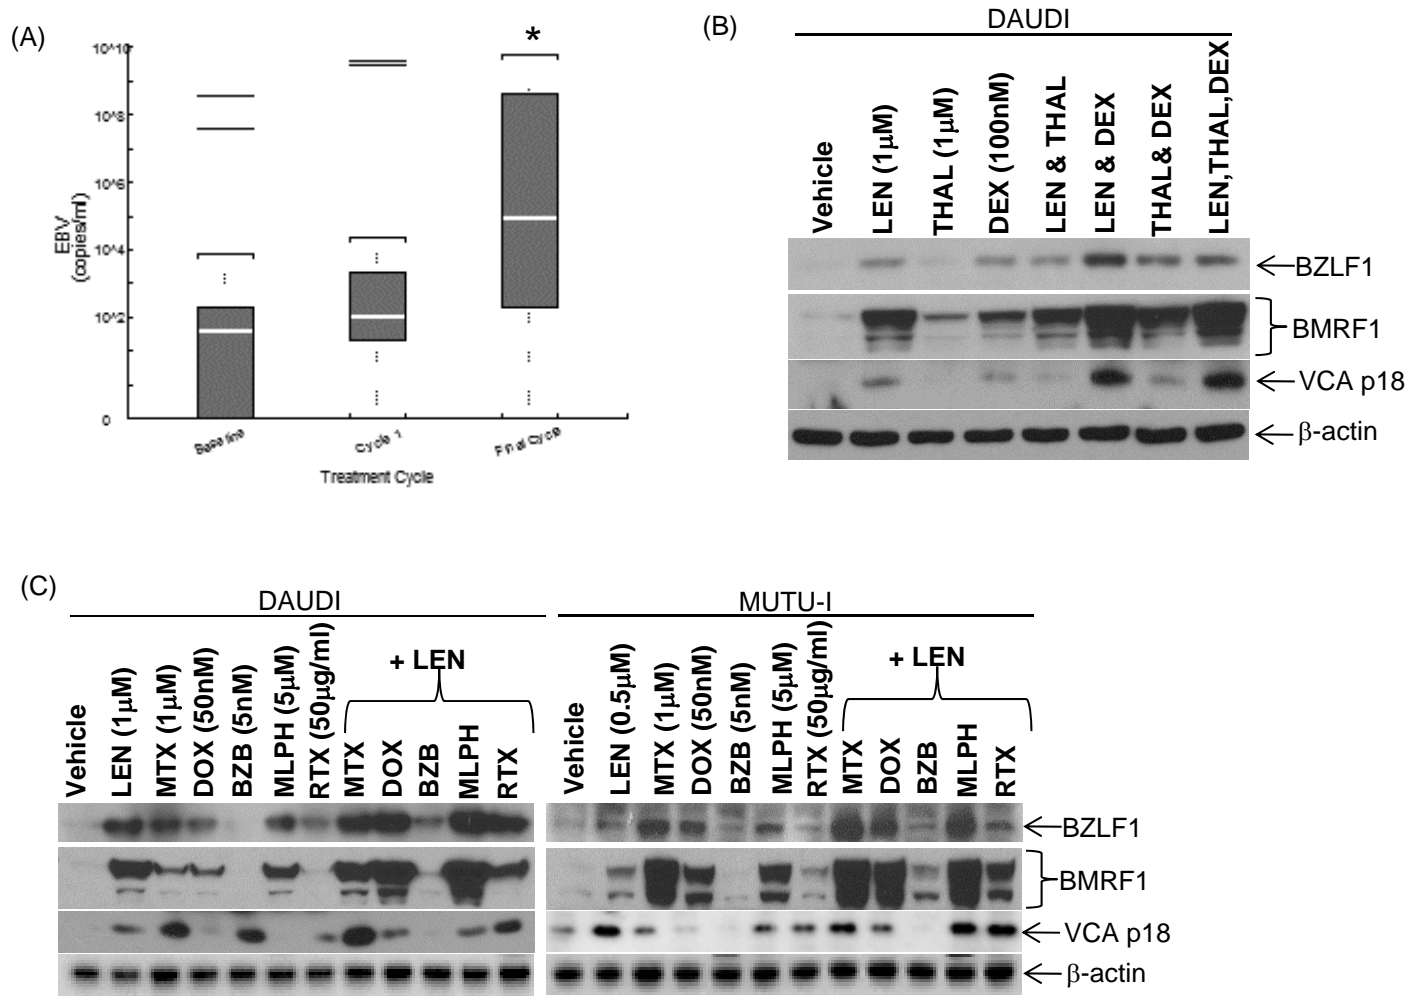 (A)
10^10
10^8
10^6
10^4
10^2
0
EBV
(copies/ml)
*
Baseline
Cycle 1
Final Cycle
Treatment Cycle
(B)
DAUDI
Vehicle
LEN (1μM)
THAL (1μM)
DEX (100nM)
LEN & THAL
LEN & DEX
THAL& DEX
LEN,THAL,DEX
BZLF1
BMRF1
VCA p18
β-actin
(C)
DAUDI
Vehicle
LEN (1μM)
MTX (1μM)
DOX (50nM)
BZB (5nM)
MLPH (5μM)
RTX (50μg/ml)
+ LEN
MTX
DOX
BZB
MLPH
RTX
MUTU-I
Vehicle
LEN (0.5μM)
MTX (1μM)
DOX (50nM)
BZB (5nM)
MLPH (5μM)
RTX (50μg/ml)
+ LEN
MTX
DOX
BZB
MLPH
RTX
BZLF1
BMRF1
VCA p18
β-actin